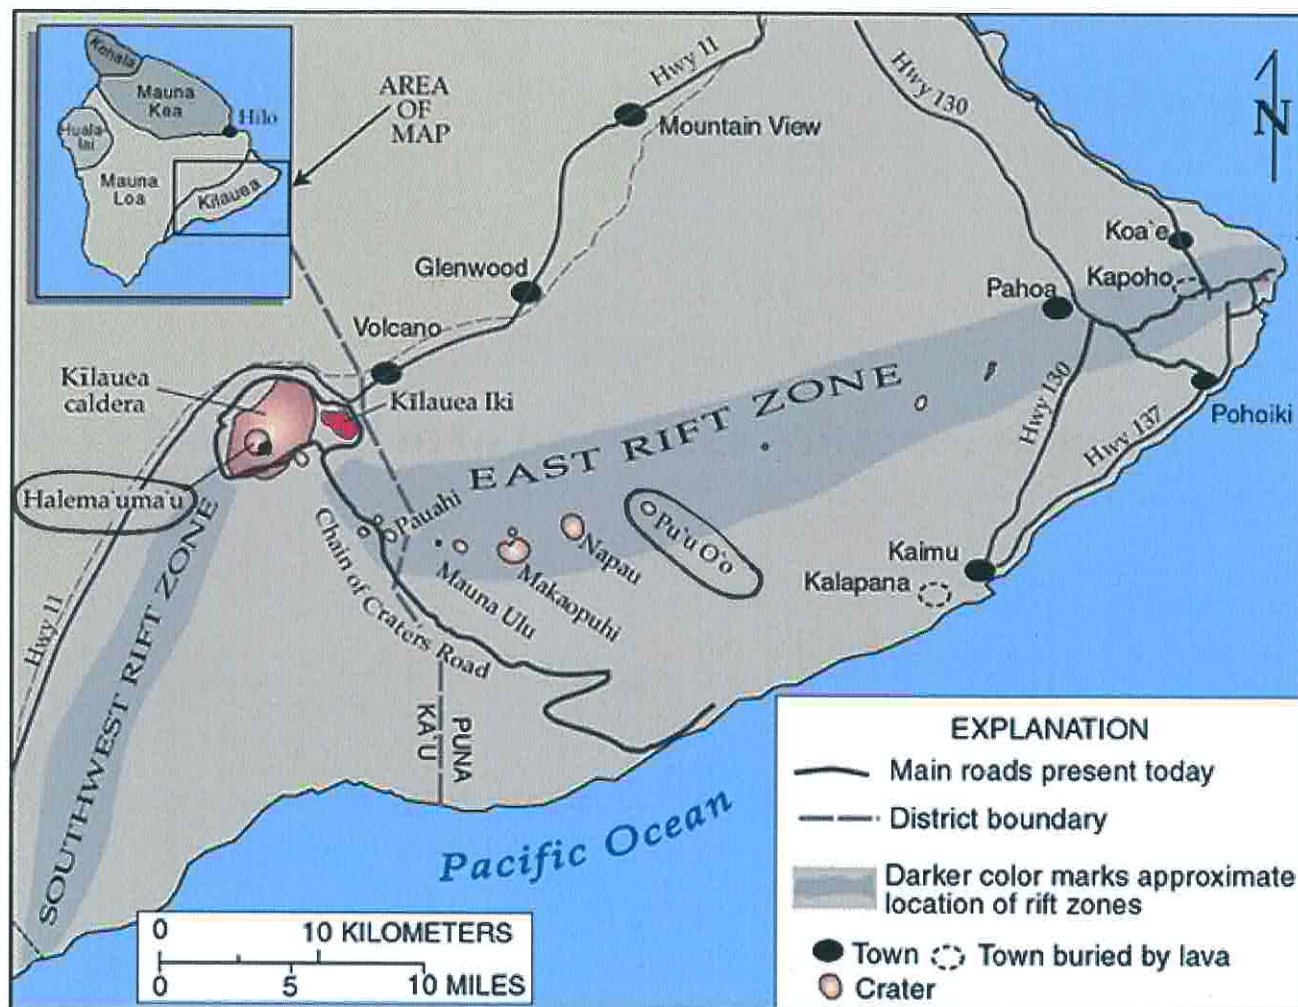 Kohala
Mauna
Kea
Hilo
Huala-
lai
Mauna
Loa
Kilauea
AREA
OF
MAP
Hwy 11
Mountain View
Hwy 130
N
Koa`e
Kapoho
Pahoa
Glenwood
Volcano
Kīlauea
caldera
Kīlauea Iki
EAST RIFT ZONE
Hwy 130
Hwy 137
Pohoiki
Halema`uma`u
Pauahi
Chain of Craters Road
Mauna Ulu
Makaopuhi
Napau
Pu`u O`o
Kaimu
Kalapana
Hwy 11
SOUTHWEST RIFT ZONE
PUNA
KA`U
Pacific Ocean
0 10 KILOMETERS
0 5 10 MILES
EXPLANATION
Main roads present today
District boundary
Darker color marks approximate
location of rift zones
Town
Town buried by lava
Crater